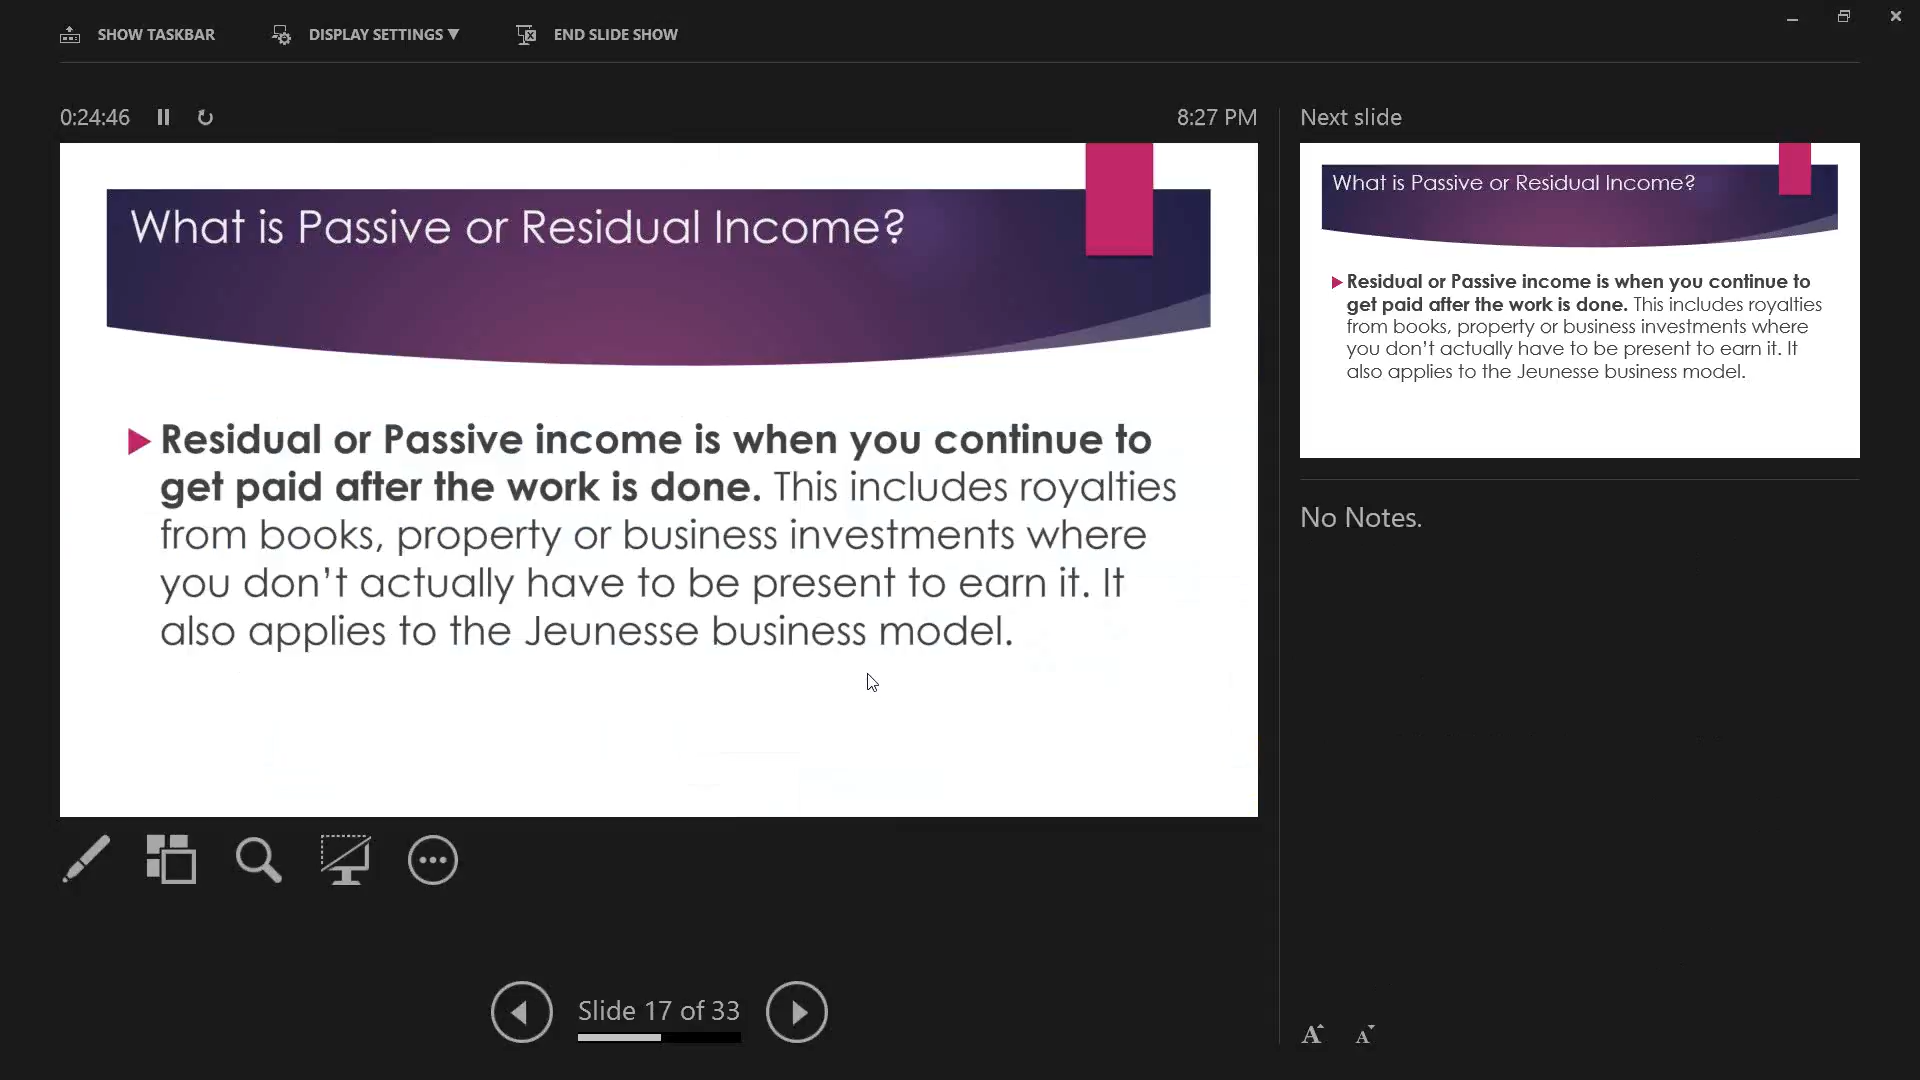 SHOW TASKBAR
DISPLAY SETTINGS ▼
END SLIDE SHOW
0:24:46
8:27 PM
What is Passive or Residual Income?
Residual or Passive income is when you continue to
get paid after the work is done. This includes royalties
from books, property or business investments where
you don’t actually have to be present to earn it. It
also applies to the Jeunesse business model.
Slide 17 of 33
Next slide
What is Passive or Residual Income?
Residual or Passive income is when you continue to
get paid after the work is done. This includes royalties
from books, property or business investments where
you don’t actually have to be present to earn it. It
also applies to the Jeunesse business model.
No Notes.
A A